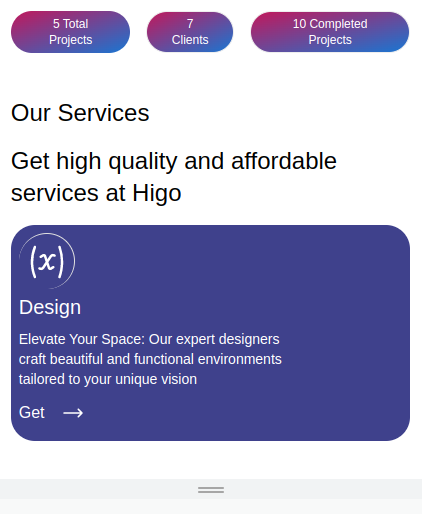 5 Total
Projects
7
Clients
10 Completed
Projects
Our Services
Get high quality and affordable
services at Higo
(x)
Design
Elevate Your Space: Our expert designers
craft beautiful and functional environments
tailored to your unique vision
Get